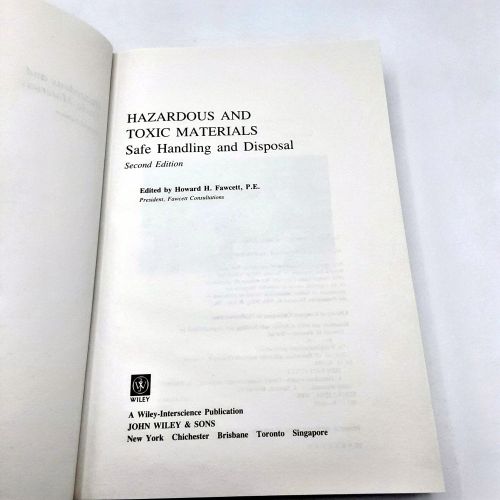 HAZARDOUS AND
TOXIC MATERIALS
Safe Handling and Disposal
Second Edition
Edited by Howard H. Fawcett, P.E.
President, Fawcett Consultations
WILEY
A Wiley-Interscience Publication
JOHN WILEY & SONS
New York Chichester Brisbane Toronto Singapore